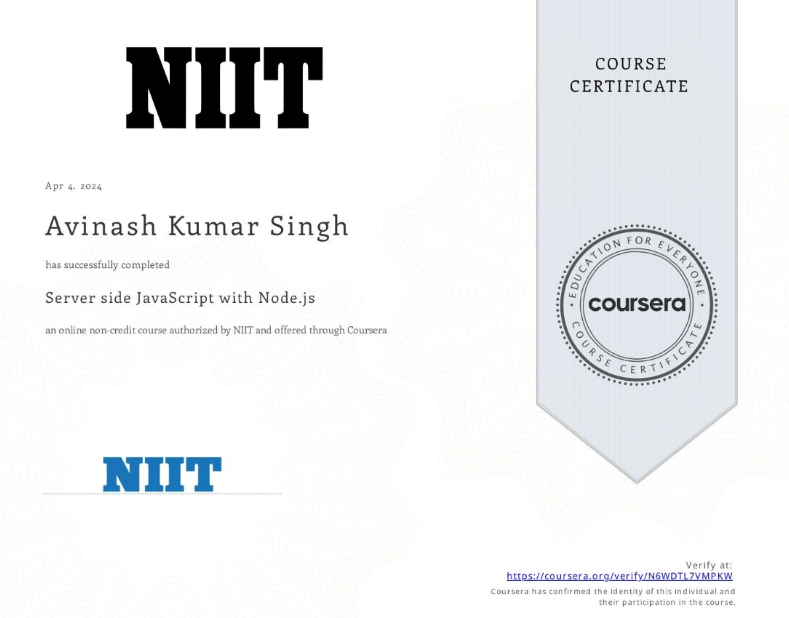 NIIT
COURSE
CERTIFICATE
Apr 4, 2024
Avinash Kumar Singh
has successfully completed
Server side JavaScript with Node.js
an online non-credit course authorized by NIIT and offered through Coursera
EDUCATION FOR EVERYONE
coursera
COURSE CERTIFICATE
NIIT
Verify at:
https://coursera.org/verify/N6WDTL7VMPKW
Coursera has confirmed the identity of this individual and
their participation in the course.